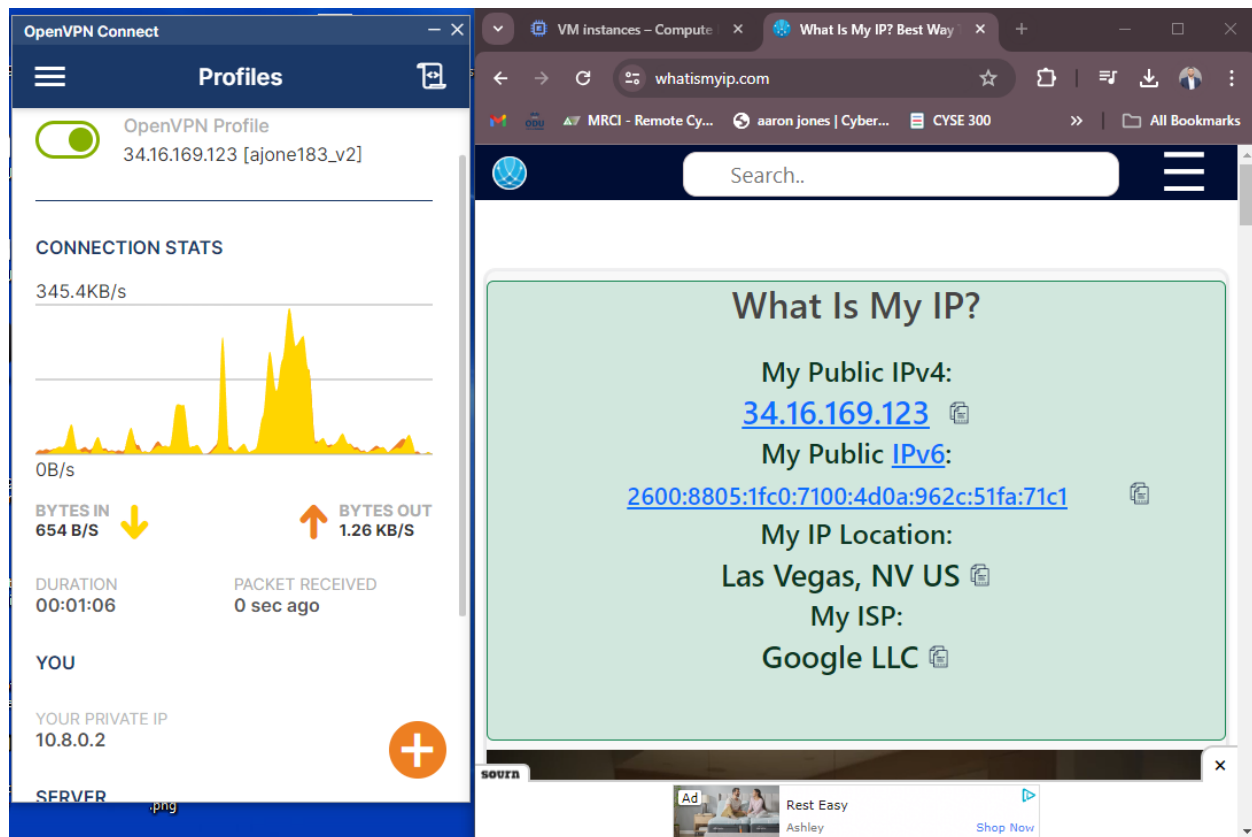 OpenVPN Connect
Profiles
OpenVPN Profile
34.16.169.123 [ajone183_v2]
CONNECTION STATS
345.4KB/s
0B/s
BYTES IN
654 B/S
BYTES OUT
1.26 KB/S
DURATION
00:01:06
PACKET RECEIVED
0 sec ago
YOU
YOUR PRIVATE IP
10.8.0.2
SERVER
.png
VM instances – Compute
What Is My IP? Best Way
whatismyip.com
ODU
MRCI - Remote Cy...
aaron jones | Cyber...
CYSE 300
All Bookmarks
Search..
What Is My IP?
My Public IPv4:
34.16.169.123
My Public IPv6:
2600:8805:1fc0:7100:4d0a:962c:51fa:71c1
My IP Location:
Las Vegas, NV US
My ISP:
Google LLC
sovrn
Ad
Rest Easy
Ashley
Shop Now